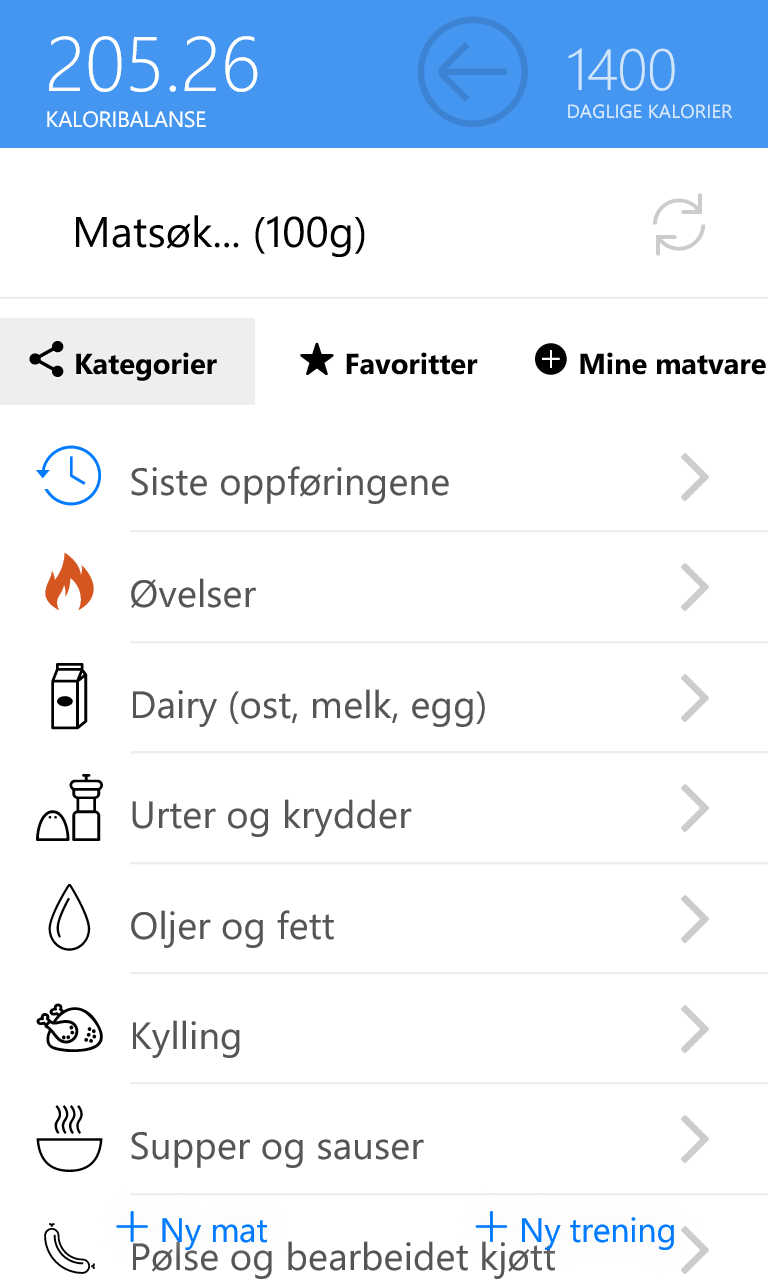 205.26
KALORIBALANSE
1400
DAGLIGE KALORIER
Matsøk... (100g)
Kategorier
Favoritter
Mine matvare
Siste oppføringene
Øvelser
Dairy (ost, melk, egg)
Urter og krydder
Oljer og fett
Kylling
Supper og sauser
Ny mat
Ny trening
Pølse og bearbeidet kjøtt